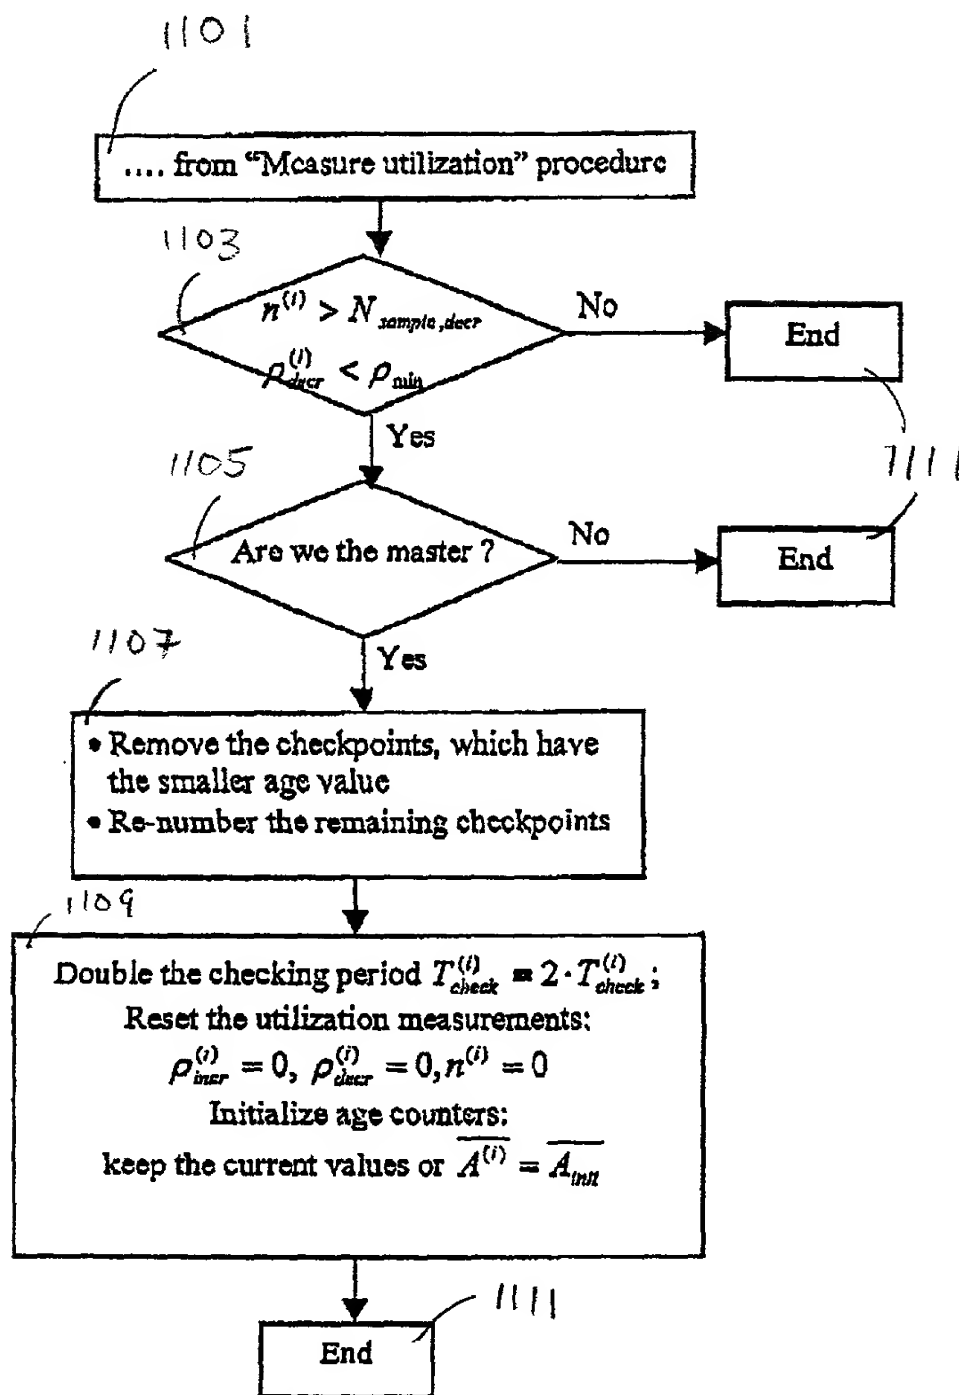 1101
.... from "Measure utilization" procedure
1103
n^(i) > N_sample,decr
ρ_decr^(i) < ρ_min
No
End
Yes
1111
1105
Are we the master ?
No
End
Yes
1107
• Remove the checkpoints, which have
the smaller age value
• Re-number the remaining checkpoints
1109
Double the checking period T_check^(i) = 2 · T_check^(i);
Reset the utilization measurements:
ρ_incr^(i) = 0, ρ_decr^(i) = 0, n^(i) = 0
Initialize age counters:
keep the current values or A^(i) = A_init
1111
End